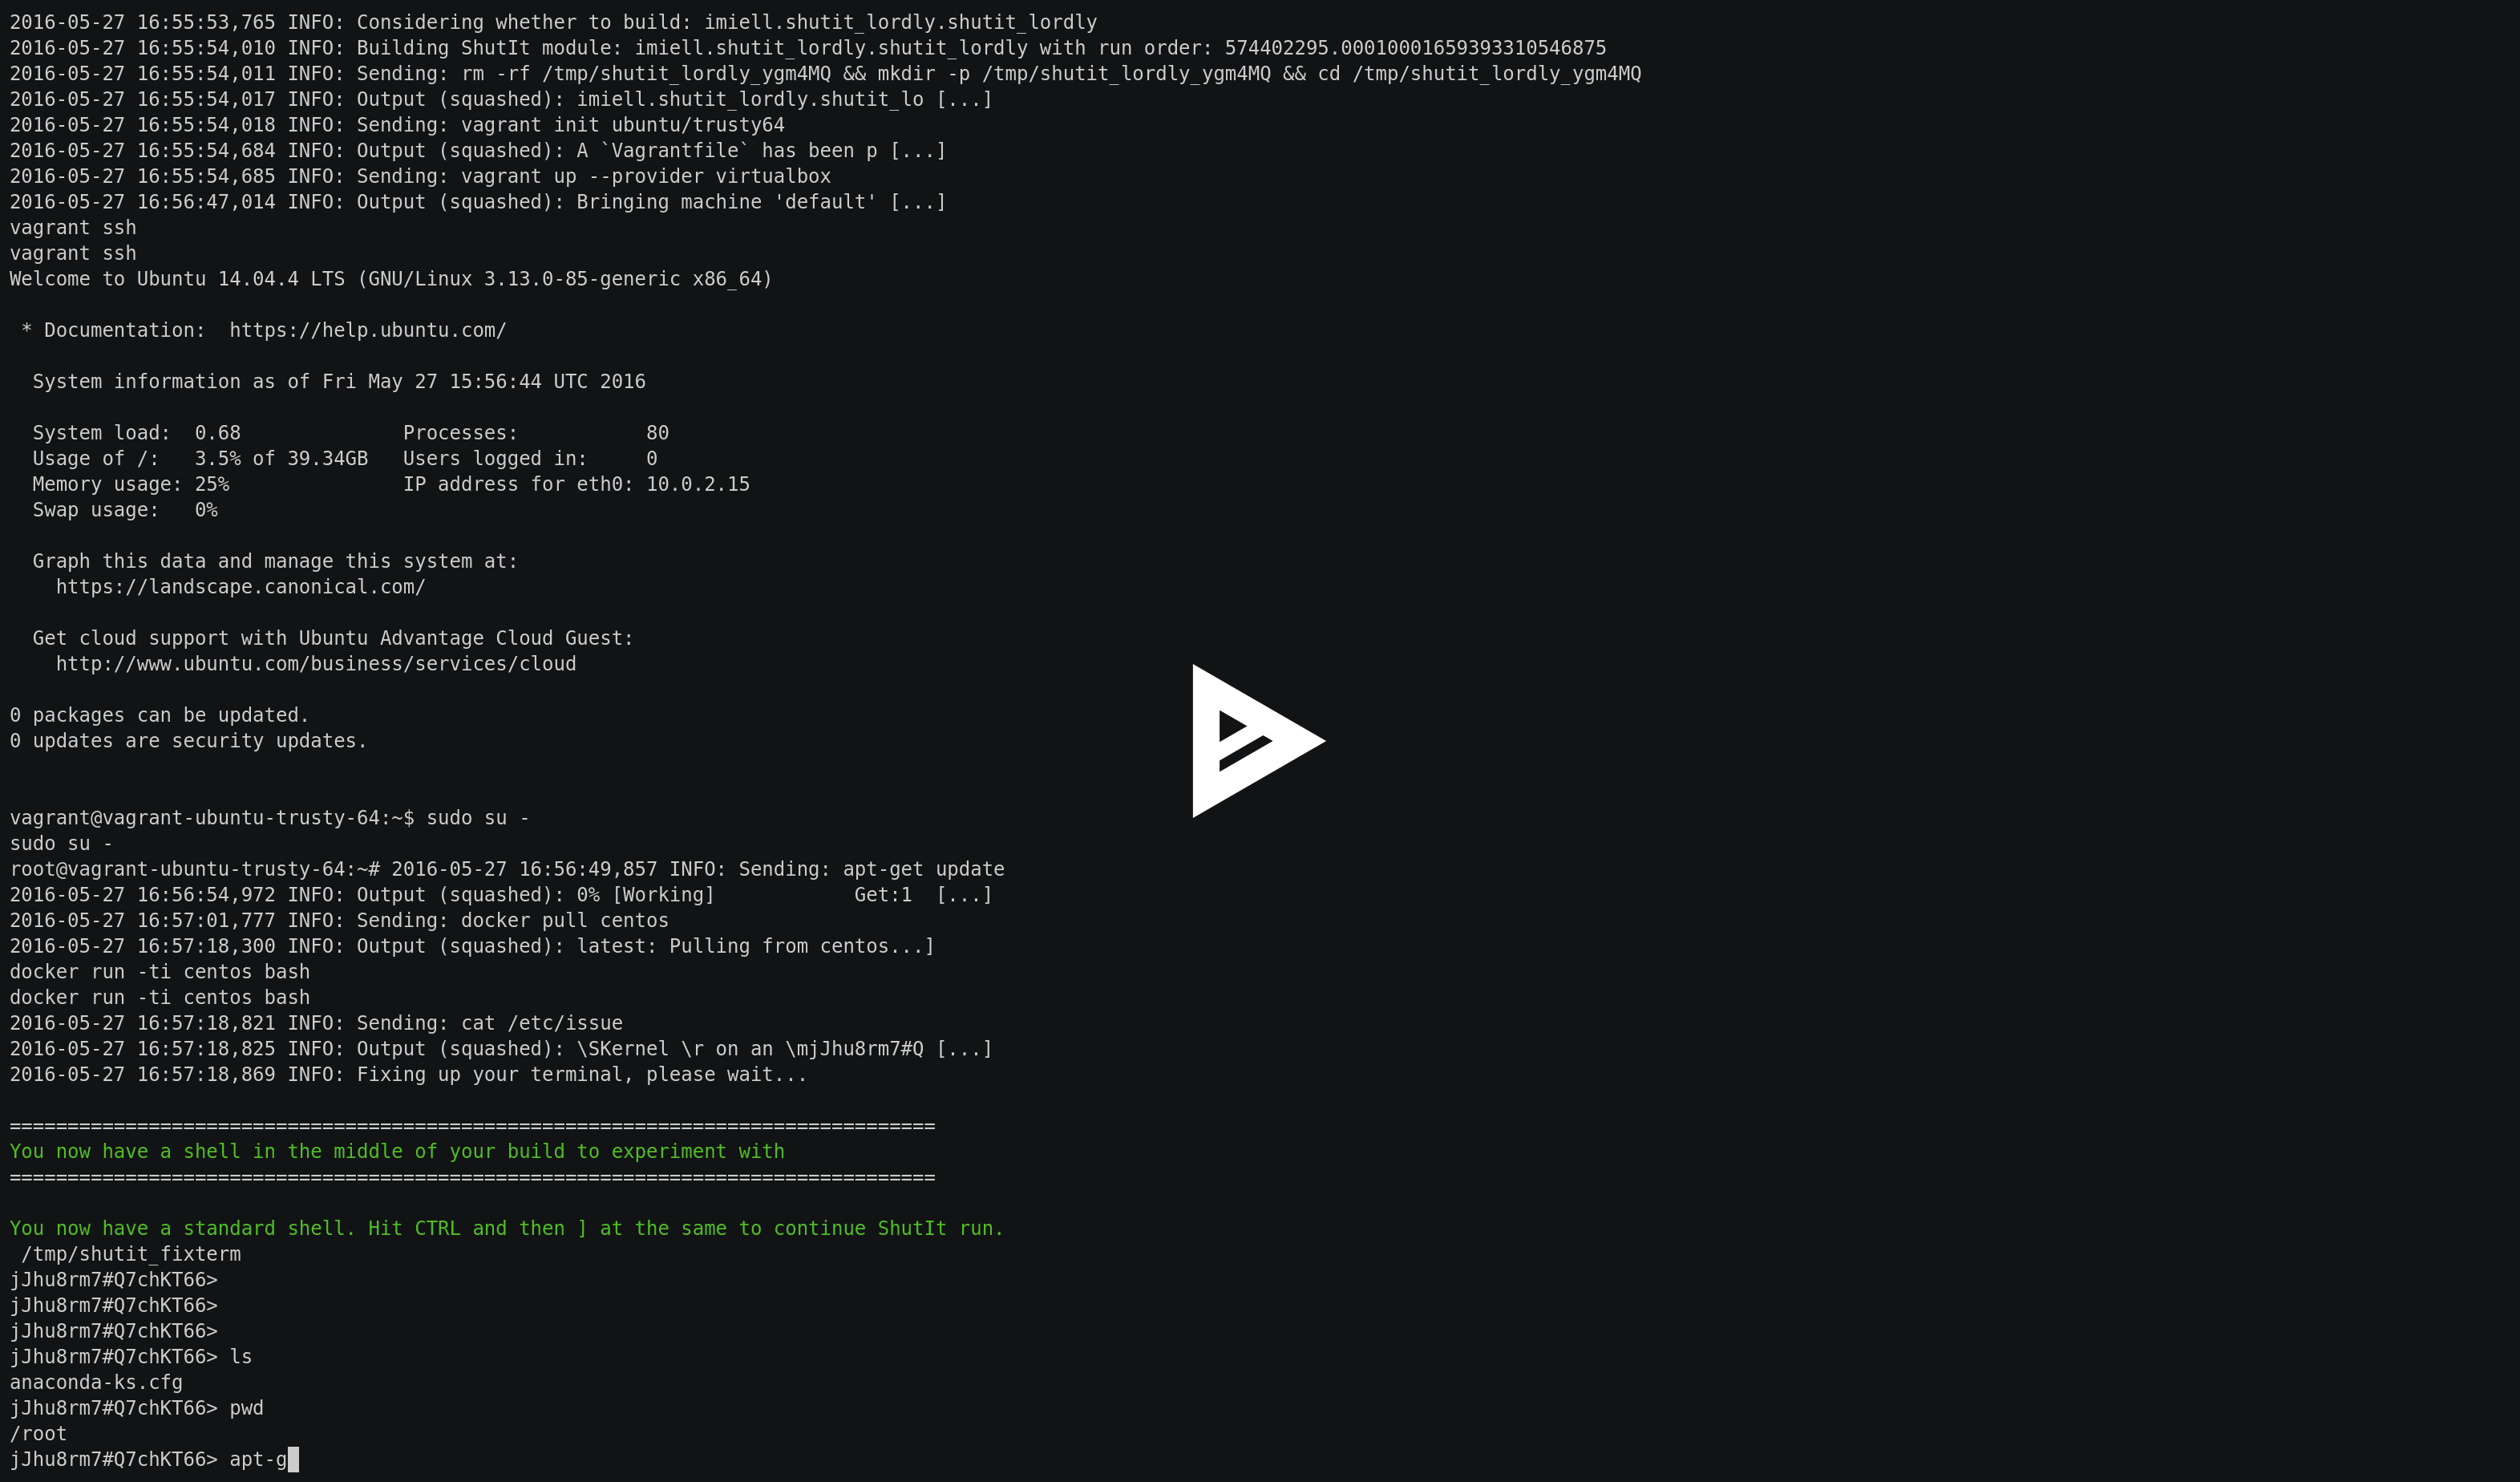 2016-05-27 16:55:53,765 INFO: Considering whether to build: imiell.shutit_lordly.shutit_lordly
2016-05-27 16:55:54,010 INFO: Building ShutIt module: imiell.shutit_lordly.shutit_lordly with run order: 574402295.00010001659393310546875
2016-05-27 16:55:54,011 INFO: Sending: rm -rf /tmp/shutit_lordly_ygm4MQ && mkdir -p /tmp/shutit_lordly_ygm4MQ && cd /tmp/shutit_lordly_ygm4MQ
2016-05-27 16:55:54,017 INFO: Output (squashed): imiell.shutit_lordly.shutit_lo [...]
2016-05-27 16:55:54,018 INFO: Sending: vagrant init ubuntu/trusty64
2016-05-27 16:55:54,684 INFO: Output (squashed): A `Vagrantfile` has been p [...]
2016-05-27 16:55:54,685 INFO: Sending: vagrant up --provider virtualbox
2016-05-27 16:56:47,014 INFO: Output (squashed): Bringing machine 'default' [...]
vagrant ssh
vagrant ssh
Welcome to Ubuntu 14.04.4 LTS (GNU/Linux 3.13.0-85-generic x86_64)

 * Documentation:  https://help.ubuntu.com/

  System information as of Fri May 27 15:56:44 UTC 2016

  System load:  0.68              Processes:           80
  Usage of /:   3.5% of 39.34GB   Users logged in:     0
  Memory usage: 25%               IP address for eth0: 10.0.2.15
  Swap usage:   0%

  Graph this data and manage this system at:
    https://landscape.canonical.com/

  Get cloud support with Ubuntu Advantage Cloud Guest:
    http://www.ubuntu.com/business/services/cloud

0 packages can be updated.
0 updates are security updates.

vagrant@vagrant-ubuntu-trusty-64:~$ sudo su -
sudo su -
root@vagrant-ubuntu-trusty-64:~# 2016-05-27 16:56:49,857 INFO: Sending: apt-get update
2016-05-27 16:56:54,972 INFO: Output (squashed): 0% [Working]            Get:1  [...]
2016-05-27 16:57:01,777 INFO: Sending: docker pull centos
2016-05-27 16:57:18,300 INFO: Output (squashed): latest: Pulling from centos...]
docker run -ti centos bash
docker run -ti centos bash
2016-05-27 16:57:18,821 INFO: Sending: cat /etc/issue
2016-05-27 16:57:18,825 INFO: Output (squashed): \SKernel \r on an \mjJhu8rm7#Q [...]
2016-05-27 16:57:18,869 INFO: Fixing up your terminal, please wait...

================================================================================
You now have a shell in the middle of your build to experiment with
================================================================================

You now have a standard shell. Hit CTRL and then ] at the same to continue ShutIt run.
 /tmp/shutit_fixterm
jJhu8rm7#Q7chKT66>
jJhu8rm7#Q7chKT66>
jJhu8rm7#Q7chKT66>
jJhu8rm7#Q7chKT66> ls
anaconda-ks.cfg
jJhu8rm7#Q7chKT66> pwd
/root
jJhu8rm7#Q7chKT66> apt-g